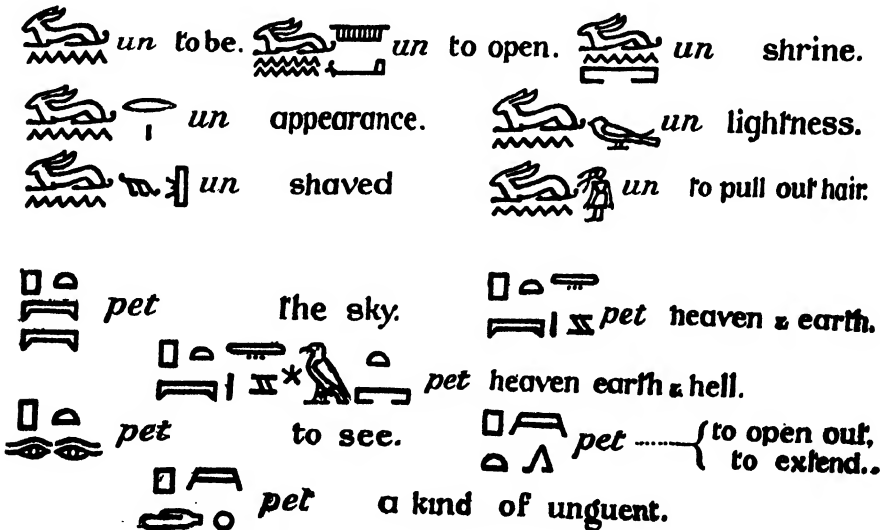 un to be. un to open. un shrine.
un appearance. un lightness.
un shaved un to pull out hair.
pet the sky. pet heaven & earth.
pet heaven earth & hell.
pet to see. pet ........ { to open out, to extend..
pet a kind of unguent.